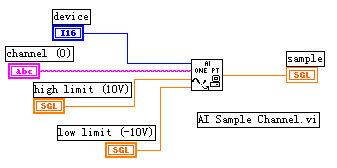 device
I16
channel (0)
abc
AI
ONE PT
sample
SGL
high limit (10V)
SGL
AI Sample Channel.vi
low limit (-10V)
SGL